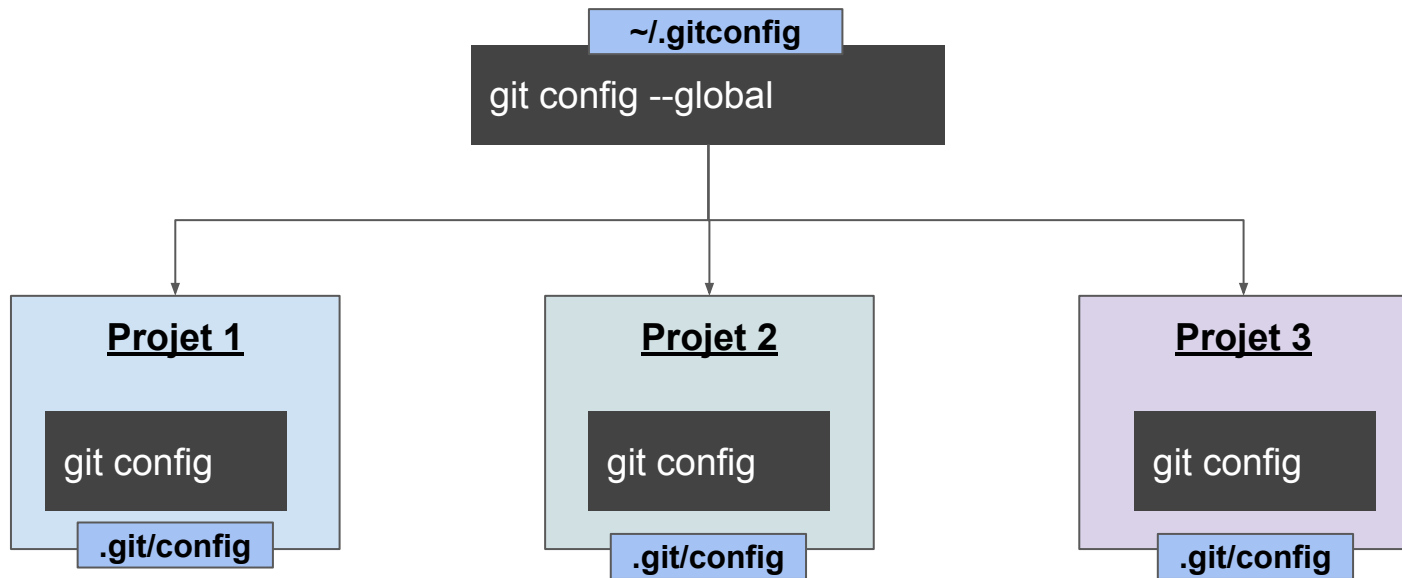 ~/.gitconfig
git config --global
Projet 1
git config
.git/config
Projet 2
git config
.git/config
Projet 3
git config
.git/config